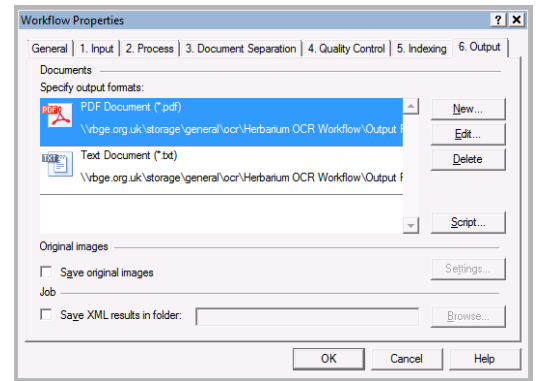 Workflow Properties
General 1. Input 2. Process 3. Document Separation 4. Quality Control 5. Indexing 6. Output
Documents
Specify output formats:
PDF PDF Document (*.pdf) New...
\\rbge.org.uk\storage\general\ocr\Herbarium OCR Workflow\Output F
Edit...
TXT Text Document (*.txt) Delete
\\rbge.org.uk\storage\general\ocr\Herbarium OCR Workflow\Output F
Script...
Original images
Save original images Settings...
Job
Save XML results in folder: Browse...
OK Cancel Help